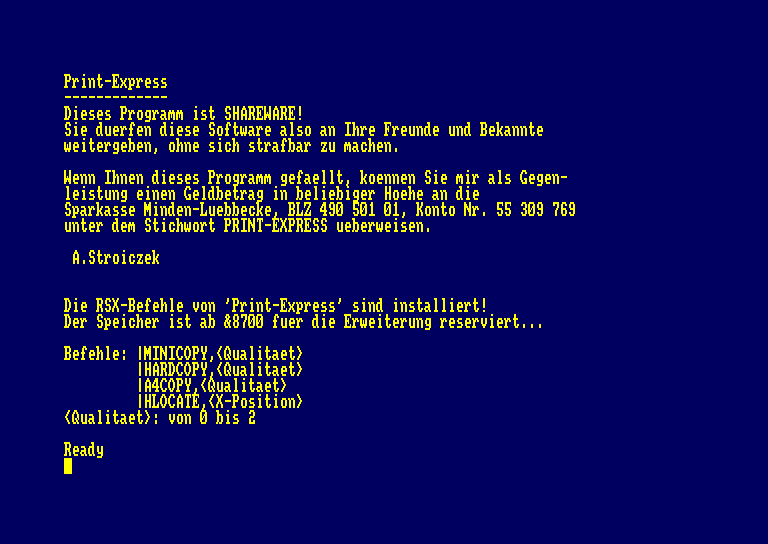 Print-Express
-------------
Dieses Programm ist SHAREWARE!
Sie duerfen diese Software also an Ihre Freunde und Bekannte
weitergeben, ohne sich strafbar zu machen.
Wenn Ihnen dieses Programm gefaellt, koennen Sie mir als Gegen-
leistung einen Geldbetrag in beliebiger Hoehe an die
Sparkasse Minden-Luebbecke, BLZ 490 501 01, Konto Nr. 55 309 769
unter dem Stichwort PRINT-EXPRESS ueberweisen.
A.Stroiczek
Die RSX-Befehle von 'Print-Express' sind installiert!
Der Speicher ist ab &8700 fuer die Erweiterung reserviert...
Befehle: |MINICOPY,<Qualitaet>
|HARDCOPY,<Qualitaet>
|A4COPY,<Qualitaet>
|HLOCATE,<X-Position>
<Qualitaet>: von 0 bis 2
Ready